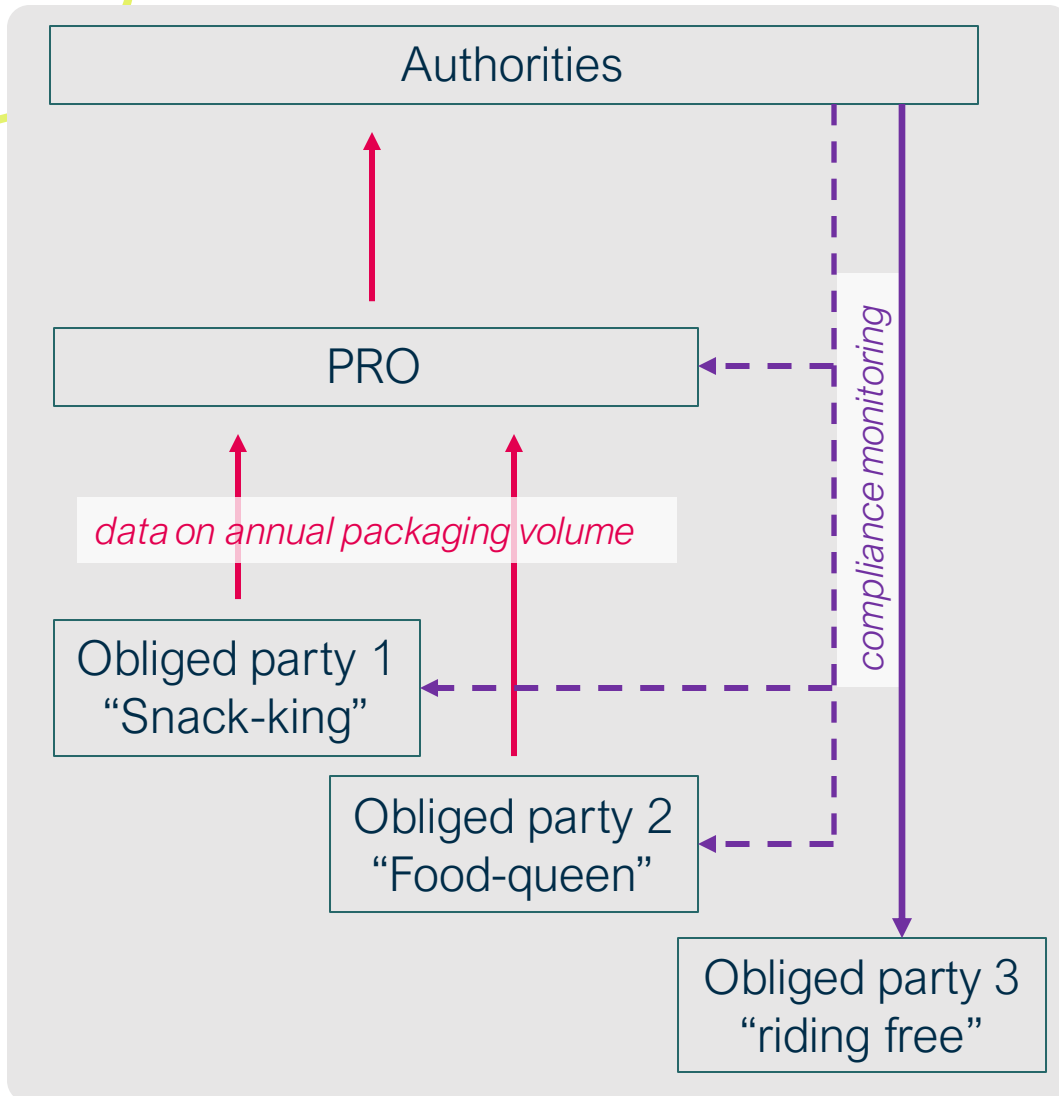 Authorities
PRO
compliance monitoring
data on annual packaging volume
Obliged party 1
“Snack-king”
Obliged party 2
“Food-queen”
Obliged party 3
“riding free”